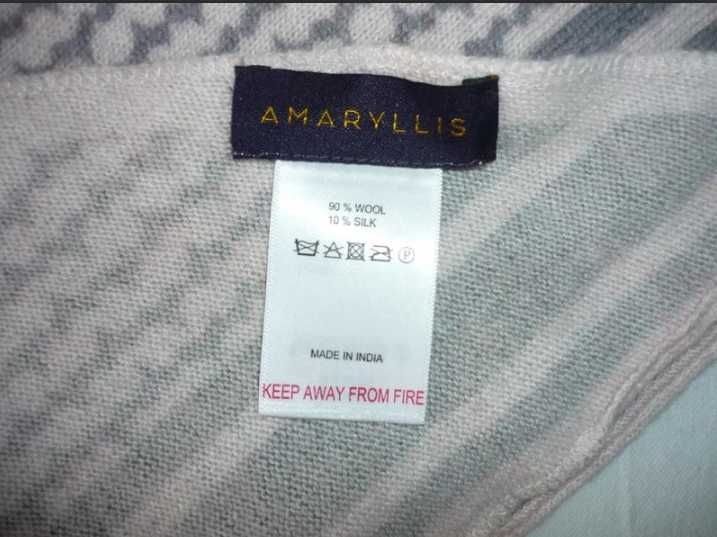 AMARYLLIS
90 % WOOL
10 % SILK
P
MADE IN INDIA
KEEP AWAY FROM FIRE